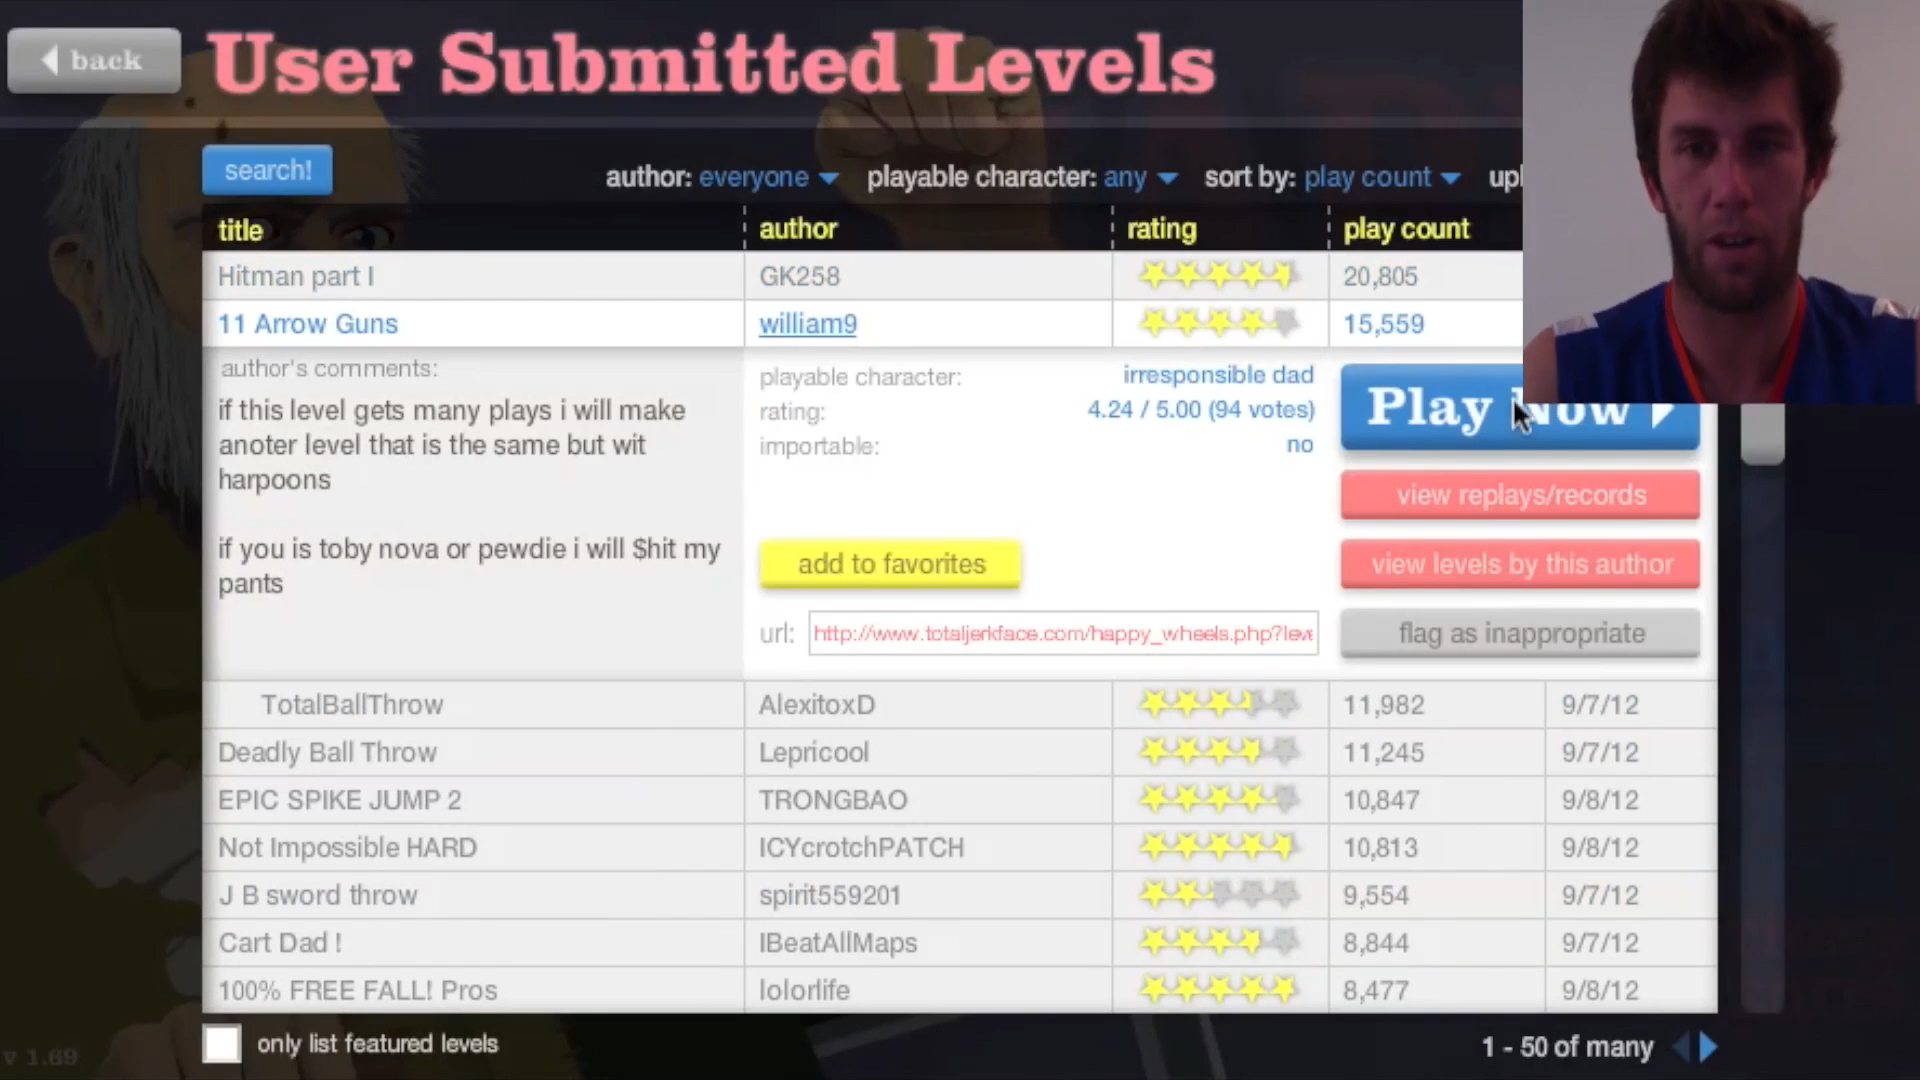 back
User Submitted Levels
search!
author: everyone playable character: any sort by: play count upl
title author rating play count
Hitman part I GK258 20,805
11 Arrow Guns william9 15,559
author's comments:
if this level gets many plays i will make
anoter level that is the same but wit
harpoons
if you is toby nova or pewdie i will $hit my
pants
playable character: irresponsible dad
rating: 4.24 / 5.00 (94 votes)
importable: no
add to favorites
url: http://www.totaljerkface.com/happy_wheels.php?leve
Play Now
view replays/records
view levels by this author
flag as inappropriate
TotalBallThrow AlexitoxD 11,982 9/7/12
Deadly Ball Throw Lepricool 11,245 9/7/12
EPIC SPIKE JUMP 2 TRONGBAO 10,847 9/8/12
Not Impossible HARD ICYcrotchPATCH 10,813 9/8/12
J B sword throw spirit559201 9,554 9/7/12
Cart Dad ! IBeatAllMaps 8,844 9/7/12
100% FREE FALL! Pros lolorlife 8,477 9/8/12
only list featured levels
1 - 50 of many
v 1.69